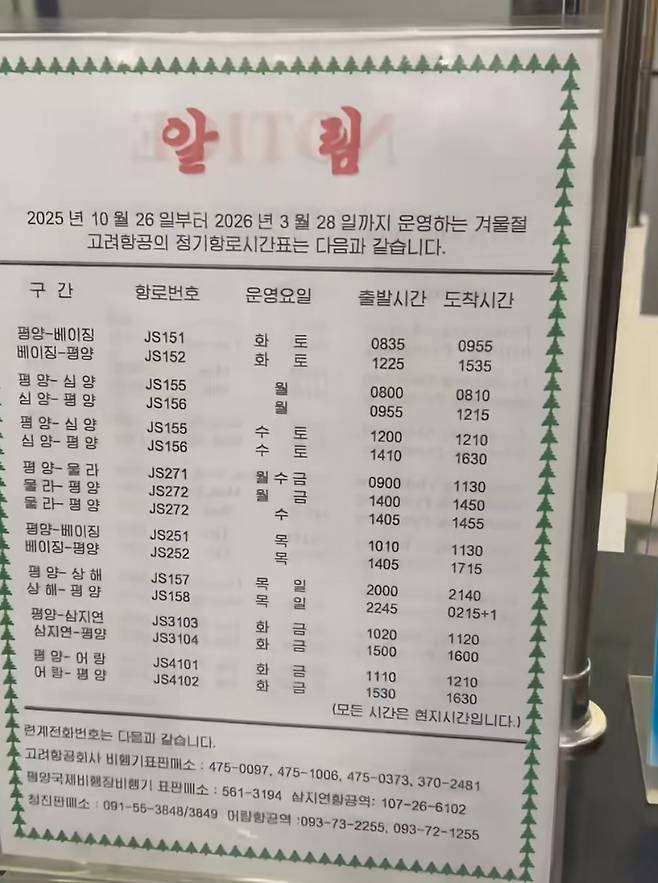 알 림
2025 년 10 월 26 일부터 2026 년 3 월 28 일까지 운영하는 겨울절
고려항공의 정기항로시간표는 다음과 같습니다.
구 간 항로번호 운영요일 출발시간 도착시간
평양-베이징 JS151 화 토 0835 0955
베이징-평양 JS152 화 토 1225 1535
평 양- 심 양 JS155 월 0800 0810
심 양- 평 양 JS156 월 0955 1215
평 양- 심 양 JS155 수 토 1200 1210
심 양- 평 양 JS156 수 토 1410 1630
평 양- 울 라 JS271 월 수 금 0900 1130
울 라- 평 양 JS272 월 금 1400 1450
울 라- 평 양 JS272 수 1405 1455
평양-베이징 JS251 목 1010 1130
베이징-평양 JS252 목 1405 1715
평 양- 상 해 JS157 목 일 2000 2140
상 해- 평 양 JS158 목 일 2245 0215+1
평양-삼지연 JS3103 화 금 1020 1120
삼지연-평양 JS3104 화 금 1500 1600
평 양- 어 랑 JS4101 화 금 1110 1210
어 랑- 평 양 JS4102 화 금 1530 1630
(모든 시간은 현지시간입니다.)
련계전화번호는 다음과 같습니다.
고려항공회사 비행기표판매소 : 475-0097, 475-1006, 475-0373, 370-2481
평양국제비행장비행기 표판매소 : 561-3194 삼지연항공역: 107-26-6102
청진판매소 : 091-55-3848/3849 어랑항공역 :093-73-2255, 093-72-1255